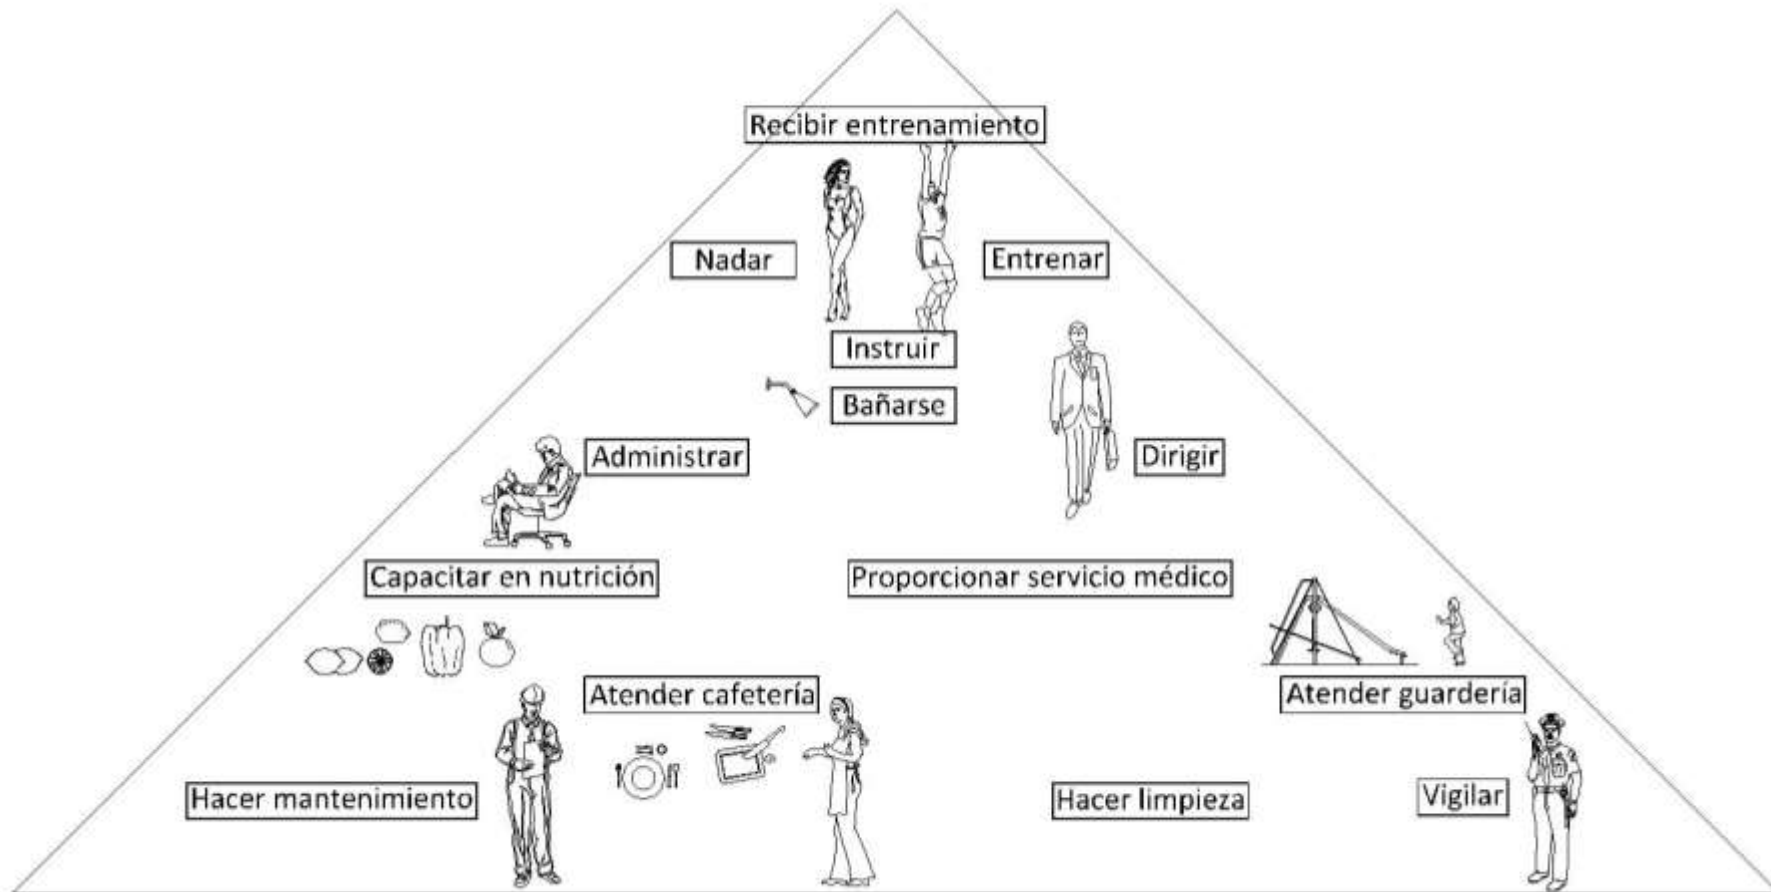 Recibir entrenamiento
Nadar
Entrenar
Instruir
Bañarse
Administrar
Dirigir
Capacitar en nutrición
Proporcionar servicio médico
Atender cafetería
Atender guardería
Hacer mantenimiento
Hacer limpieza
Vigilar